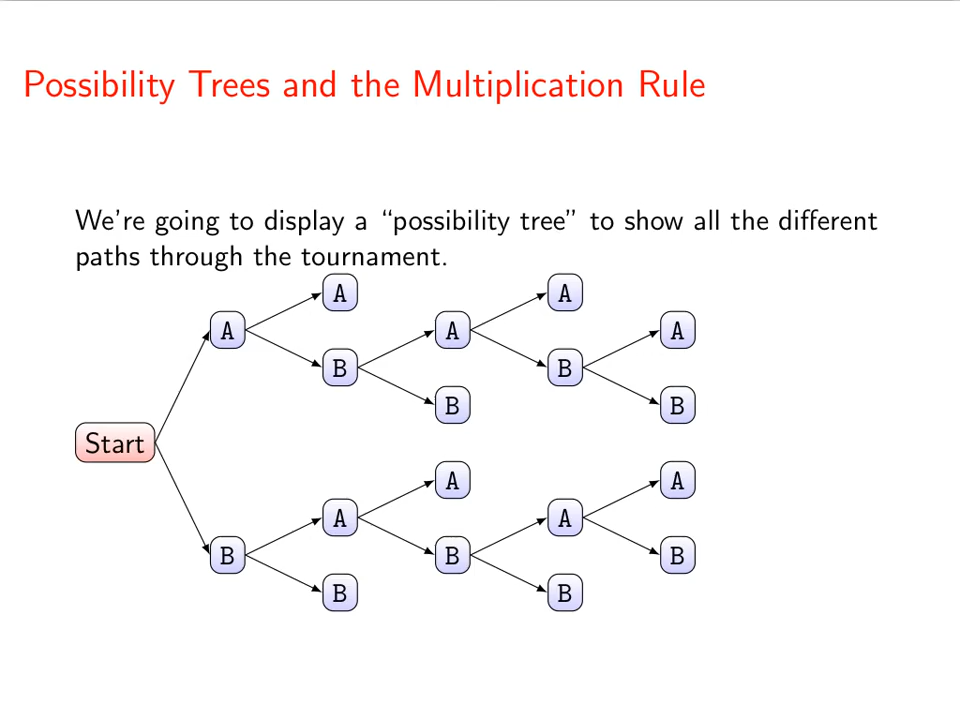 Possibility Trees and the Multiplication Rule
We're going to display a “possibility tree” to show all the different
paths through the tournament.
A A
A A A
B B
B B
Start
A A
A A
B B B
B B